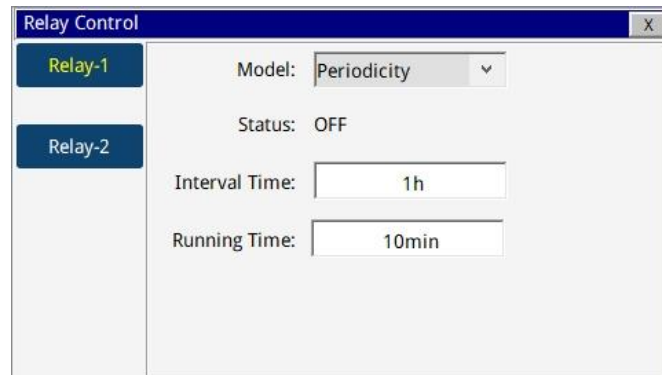 Relay Control X
Relay-1
Relay-2
Model: Periodicity
Status: OFF
Interval Time: 1h
Running Time: 10min